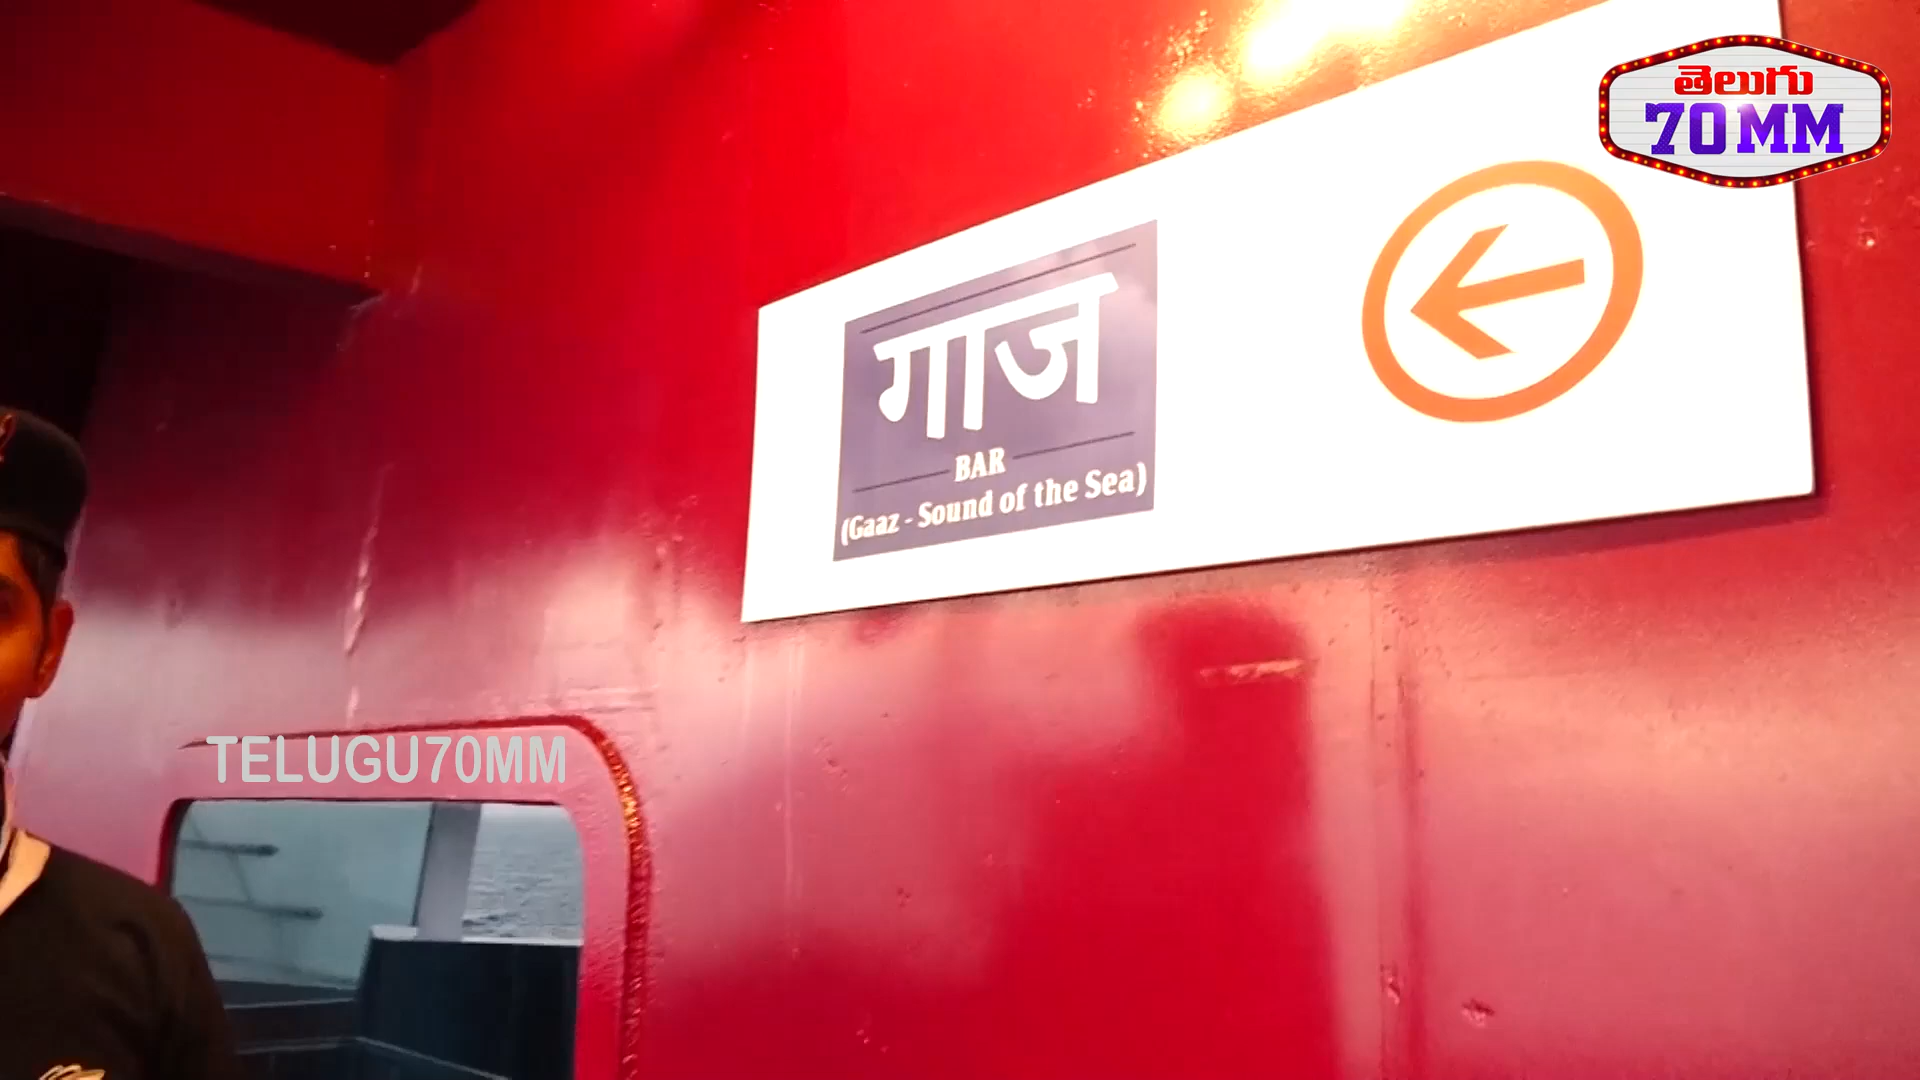 తెలుగు
70MM
गाज
BAR
(Gaaz - Sound of the Sea)
TELUGU70MM